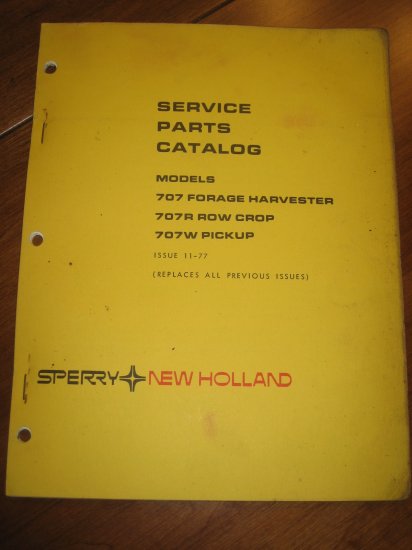 SERVICE
PARTS
CATALOG
MODELS
707 FORAGE HARVESTER
707R ROW CROP
707W PICKUP
ISSUE 11-77
(REPLACES ALL PREVIOUS ISSUES)
SPERRY NEW HOLLAND